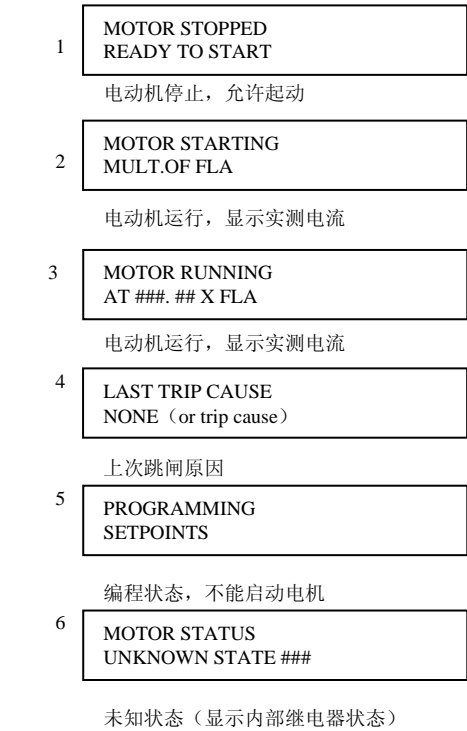 1
MOTOR STOPPED
READY TO START
电动机停止，允许起动
2
MOTOR STARTING
MULT.OF FLA
电动机运行，显示实测电流
3
MOTOR RUNNING
AT ###. ## X FLA
电动机运行，显示实测电流
4
LAST TRIP CAUSE
NONE（or trip cause）
上次跳闸原因
5
PROGRAMMING
SETPOINTS
编程状态，不能启动电机
6
MOTOR STATUS
UNKNOWN STATE ###
未知状态（显示内部继电器状态）